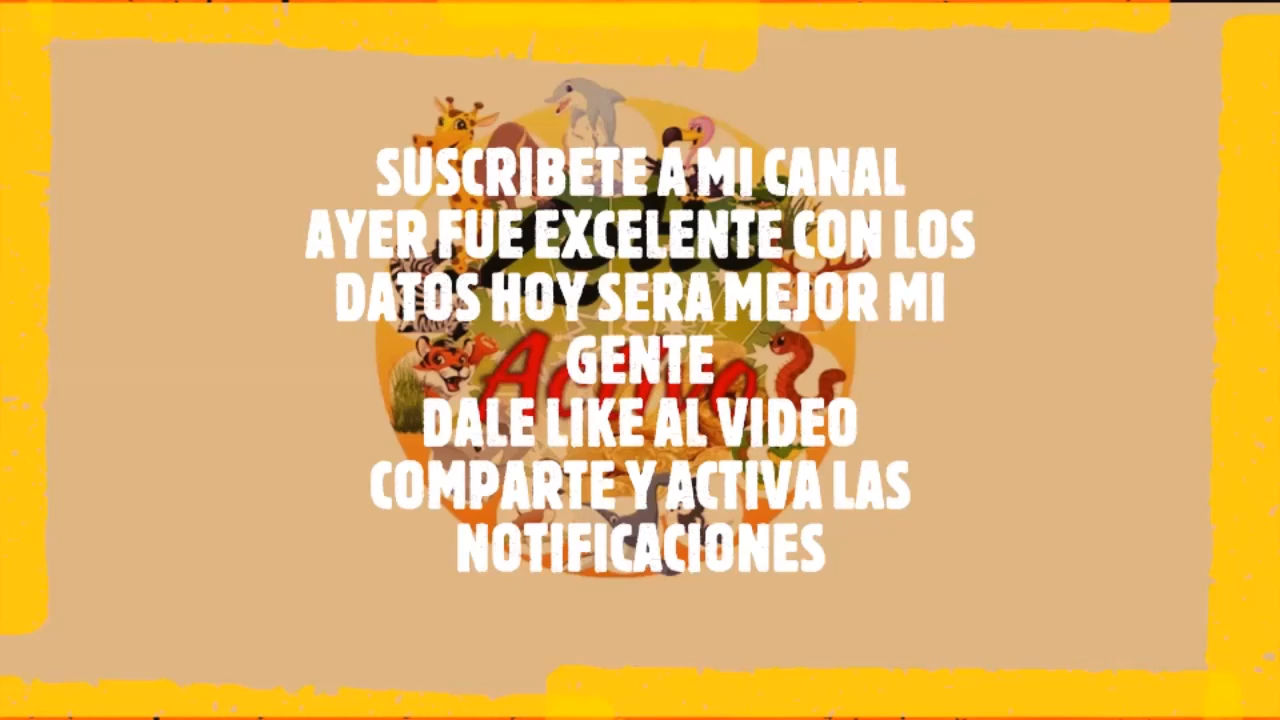 SUSCRIBETE A MI CANAL
AYER FUE EXCELENTE CON LOS
DATOS HOY SERA MEJOR MI
GENTE
DALE LIKE AL VIDEO
COMPARTE Y ACTIVA LAS
NOTIFICACIONES
Activo